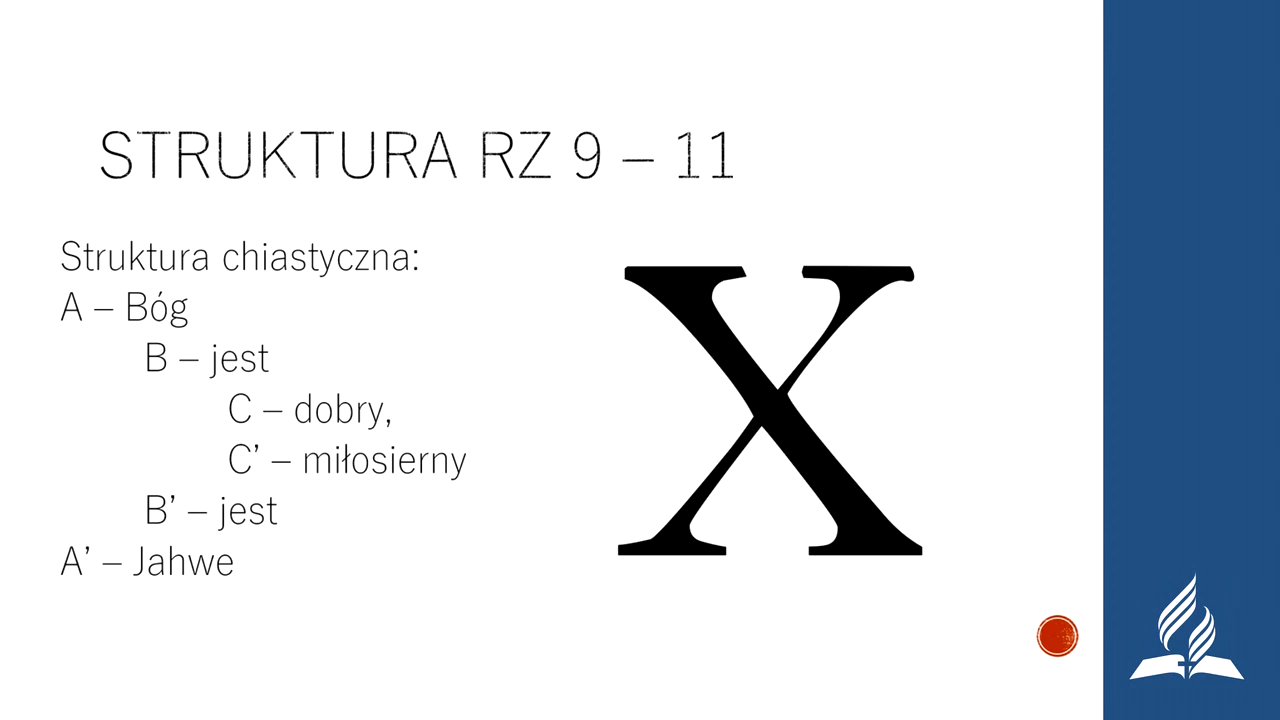 STRUKTURA RZ 9 – 11
Struktura chiastyczna:
A – Bóg
B – jest
C – dobry,
C’ – miłosierny
B’ – jest
A’ – Jahwe
X